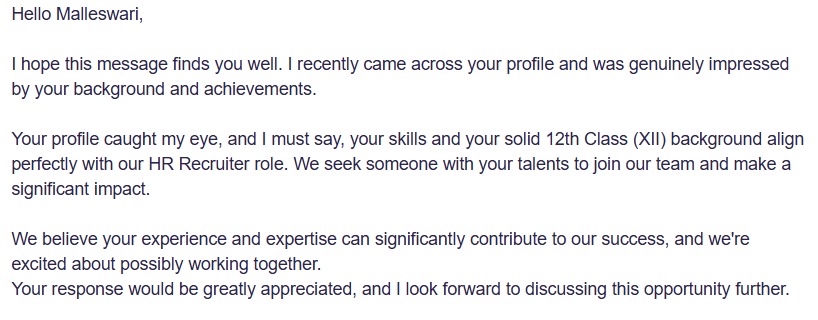 Hello Malleswari,
I hope this message finds you well. I recently came across your profile and was genuinely impressed
by your background and achievements.
Your profile caught my eye, and I must say, your skills and your solid 12th Class (XII) background align
perfectly with our HR Recruiter role. We seek someone with your talents to join our team and make a
significant impact.
We believe your experience and expertise can significantly contribute to our success, and we're
excited about possibly working together.
Your response would be greatly appreciated, and I look forward to discussing this opportunity further.